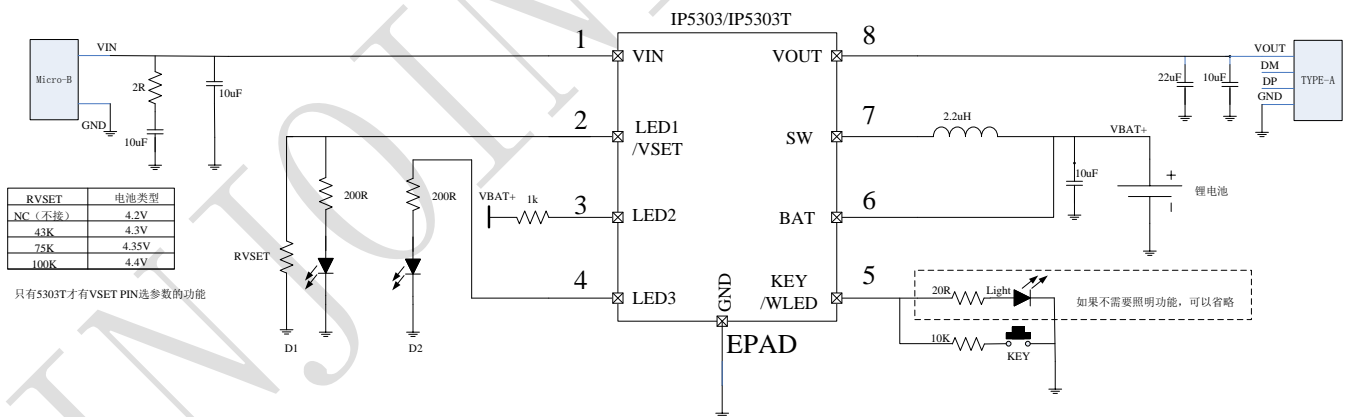 IP5303/IP5303T
Micro-B
VIN
GND
2R
10uF
10uF
1
VIN
2
LED1
/VSET
3
LED2
4
LED3
GND
EPAD
8
VOUT
7
SW
6
BAT
5
KEY
/WLED
VOUT
DM
DP
GND
TYPE-A
22uF
10uF
2.2uH
VBAT+
10uF
+
锂电池
20R
Light
10K
KEY
如果不需要照明功能,可以省略
200R
200R
VBAT+
1k
RVSET
D1
D2
RVSET 电池类型
NC(不接) 4.2V
43K 4.3V
75K 4.35V
100K 4.4V
只有5303T才有VSET PIN选参数的功能
INJOIN